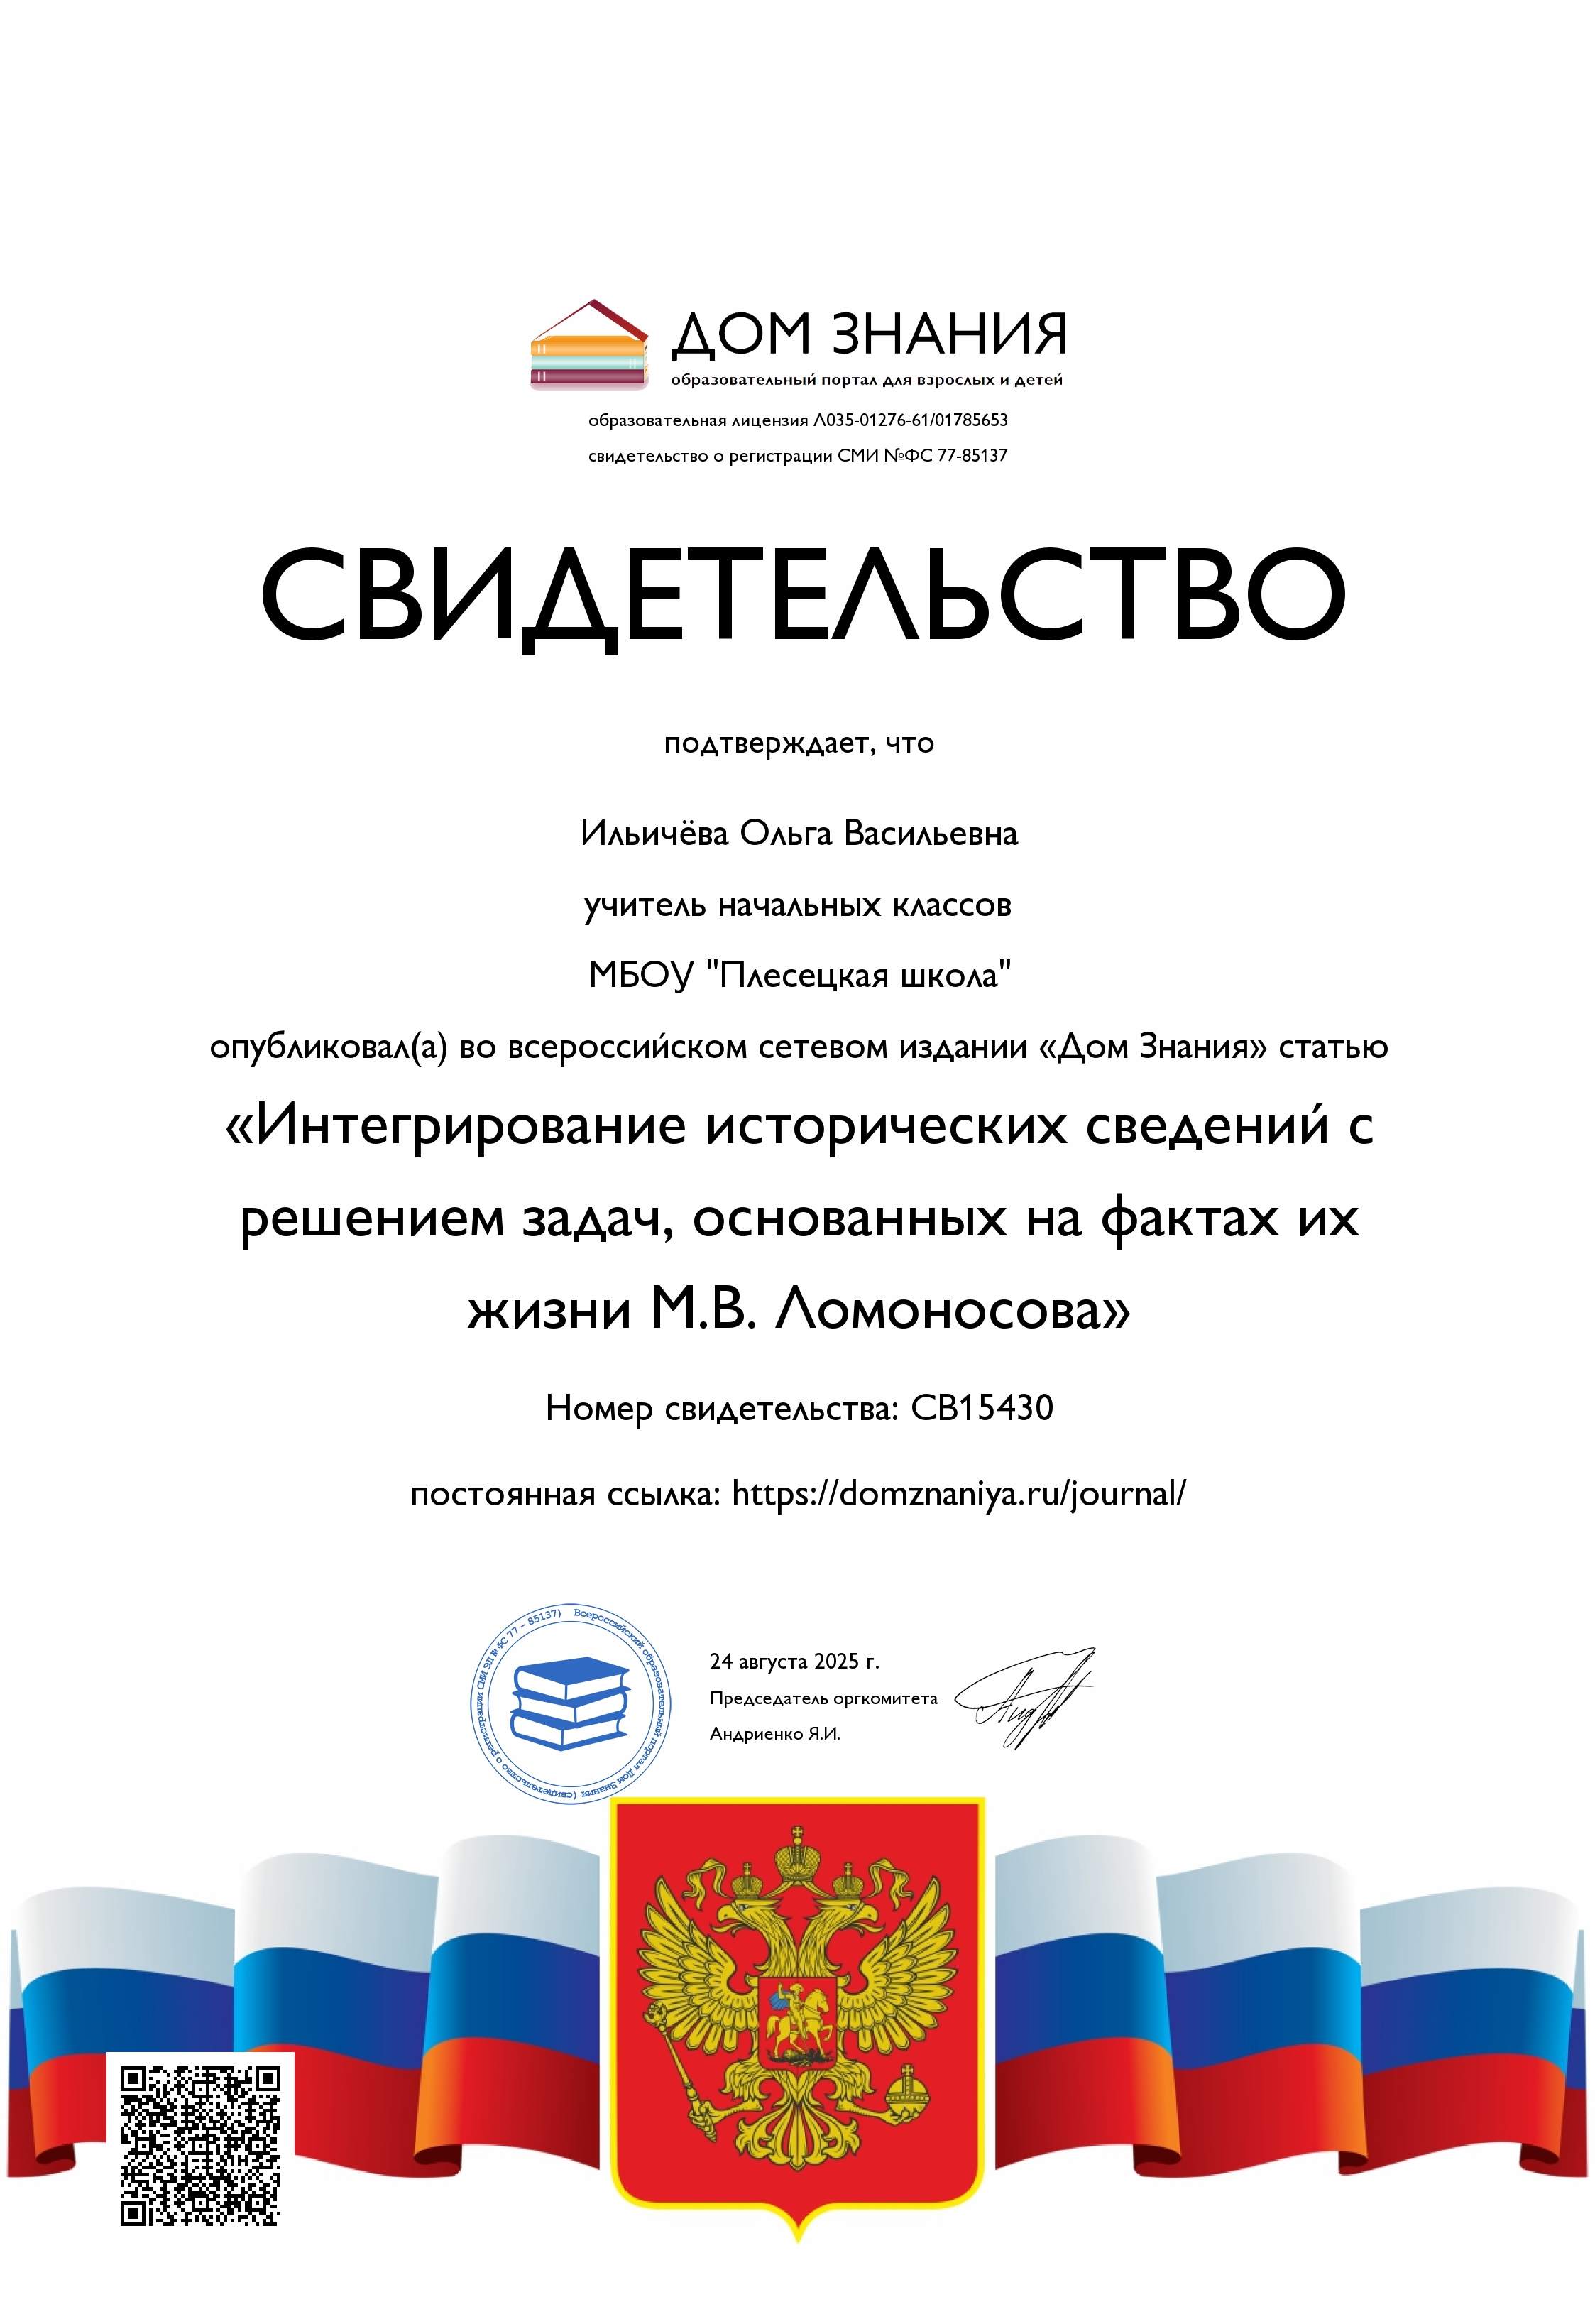 ДОМ ЗНАНИЯ
образовательный портал для взрослых и детей
образовательная лицензия Л035-01276-61/01785653
свидетельство о регистрации СМИ №ФС 77-85137
СВИДЕТЕЛЬСТВО
подтверждает, что
Ильичёва Ольга Васильевна
учитель начальных классов
МБОУ "Плесецкая школа"
опубликовал(а) во всероссийском сетевом издании «Дом Знания» статью
«Интегрирование исторических сведений с
решением задач, основанных на фактах их
жизни М.В. Ломоносова»
Номер свидетельства: СВ15430
постоянная ссылка: https://domznaniya.ru/journal/
Всероссийский образовательный портал Дом Знания (свидетельство о регистрации СМИ ЭЛ № ФС 77 – 85137)
24 августа 2025 г.
Председатель оргкомитета
Андриенко Я.И.